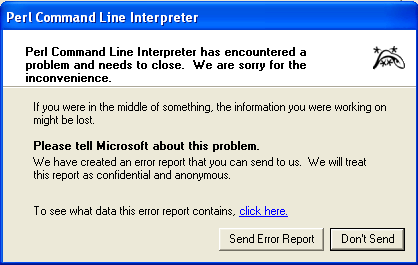 Perl Command Line Interpreter
Perl Command Line Interpreter has encountered a
problem and needs to close.  We are sorry for the
inconvenience.
If you were in the middle of something, the information you were working on
might be lost.
Please tell Microsoft about this problem.
We have created an error report that you can send to us.  We will treat
this report as confidential and anonymous.
To see what data this error report contains, click here.
Send Error Report
Don't Send